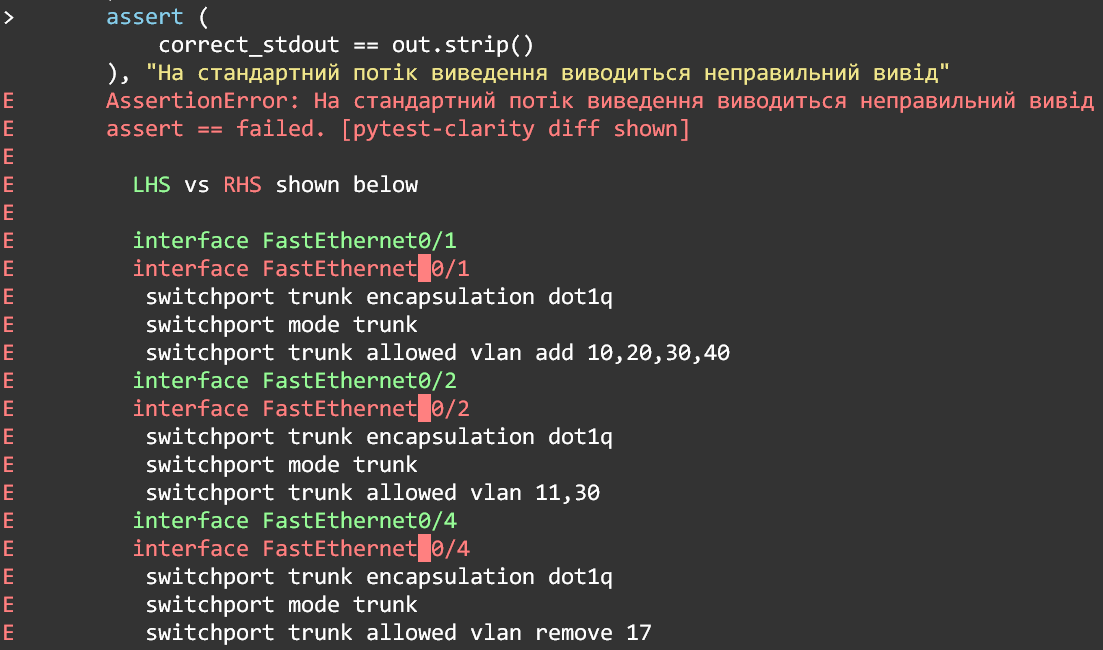 >       assert (
            correct_stdout == out.strip()
        ), "На стандартний потік виведення виводиться неправильний вивід"
E       AssertionError: На стандартний потік виведення виводиться неправильний вивід
E       assert == failed. [pytest-clarity diff shown]
E
E         LHS vs RHS shown below
E
E         interface FastEthernet0/1
E         interface FastEthernet 0/1
E          switchport trunk encapsulation dot1q
E          switchport mode trunk
E          switchport trunk allowed vlan add 10,20,30,40
E         interface FastEthernet0/2
E         interface FastEthernet 0/2
E          switchport trunk encapsulation dot1q
E          switchport mode trunk
E          switchport trunk allowed vlan 11,30
E         interface FastEthernet0/4
E         interface FastEthernet 0/4
E          switchport trunk encapsulation dot1q
E          switchport mode trunk
E          switchport trunk allowed vlan remove 17